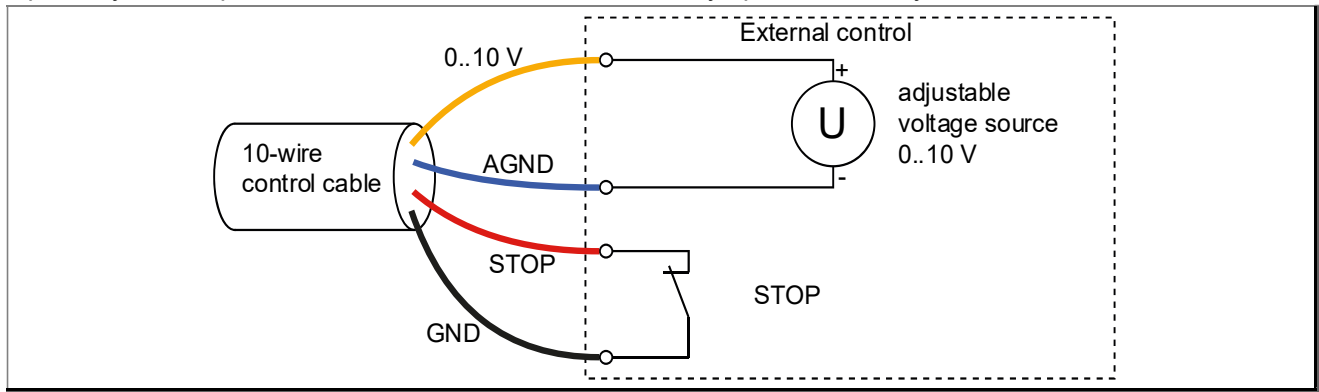 External control
0..10 V
+
U
adjustable
voltage source
0..10 V
-
10-wire
control cable
AGND
STOP
STOP
GND